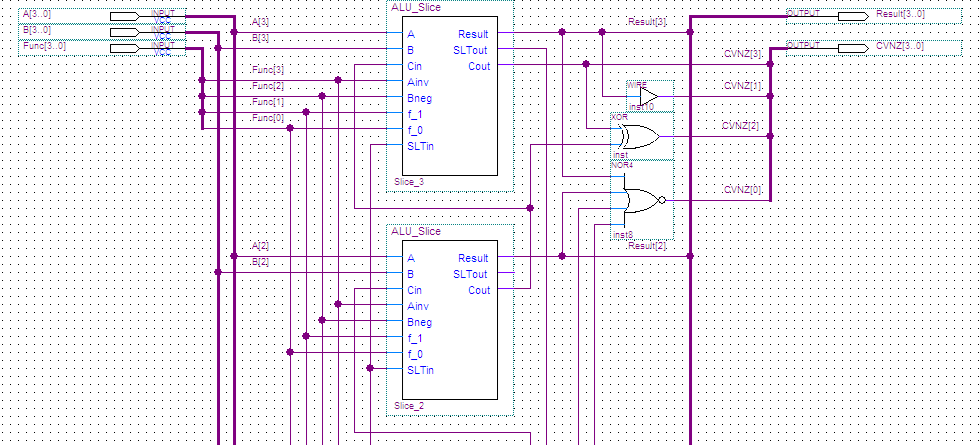 A[3..0] INPUT VCC
B[3..0] INPUT VCC
Func[3..0] INPUT VCC
A[3]
B[3]
Func[3]
Func[2]
Func[1]
Func[0]
ALU_Slice
A Result
B SLTout
Cin Cout
Ainv
Bneg
f_1
f_0
SLTin
Slice_3
Result[3]
OUTPUT Result[3..0]
OUTPUT CVNZ[3..0]
CVNZ[3]
WIRE
CVNZ[1]
inst10
XOR
CVNZ[2]
inst
NOR4
CVNZ[0]
inst8
A[2]
B[2]
ALU_Slice
A Result
B SLTout
Cin Cout
Ainv
Bneg
f_1
f_0
SLTin
Slice_2
Result[2]